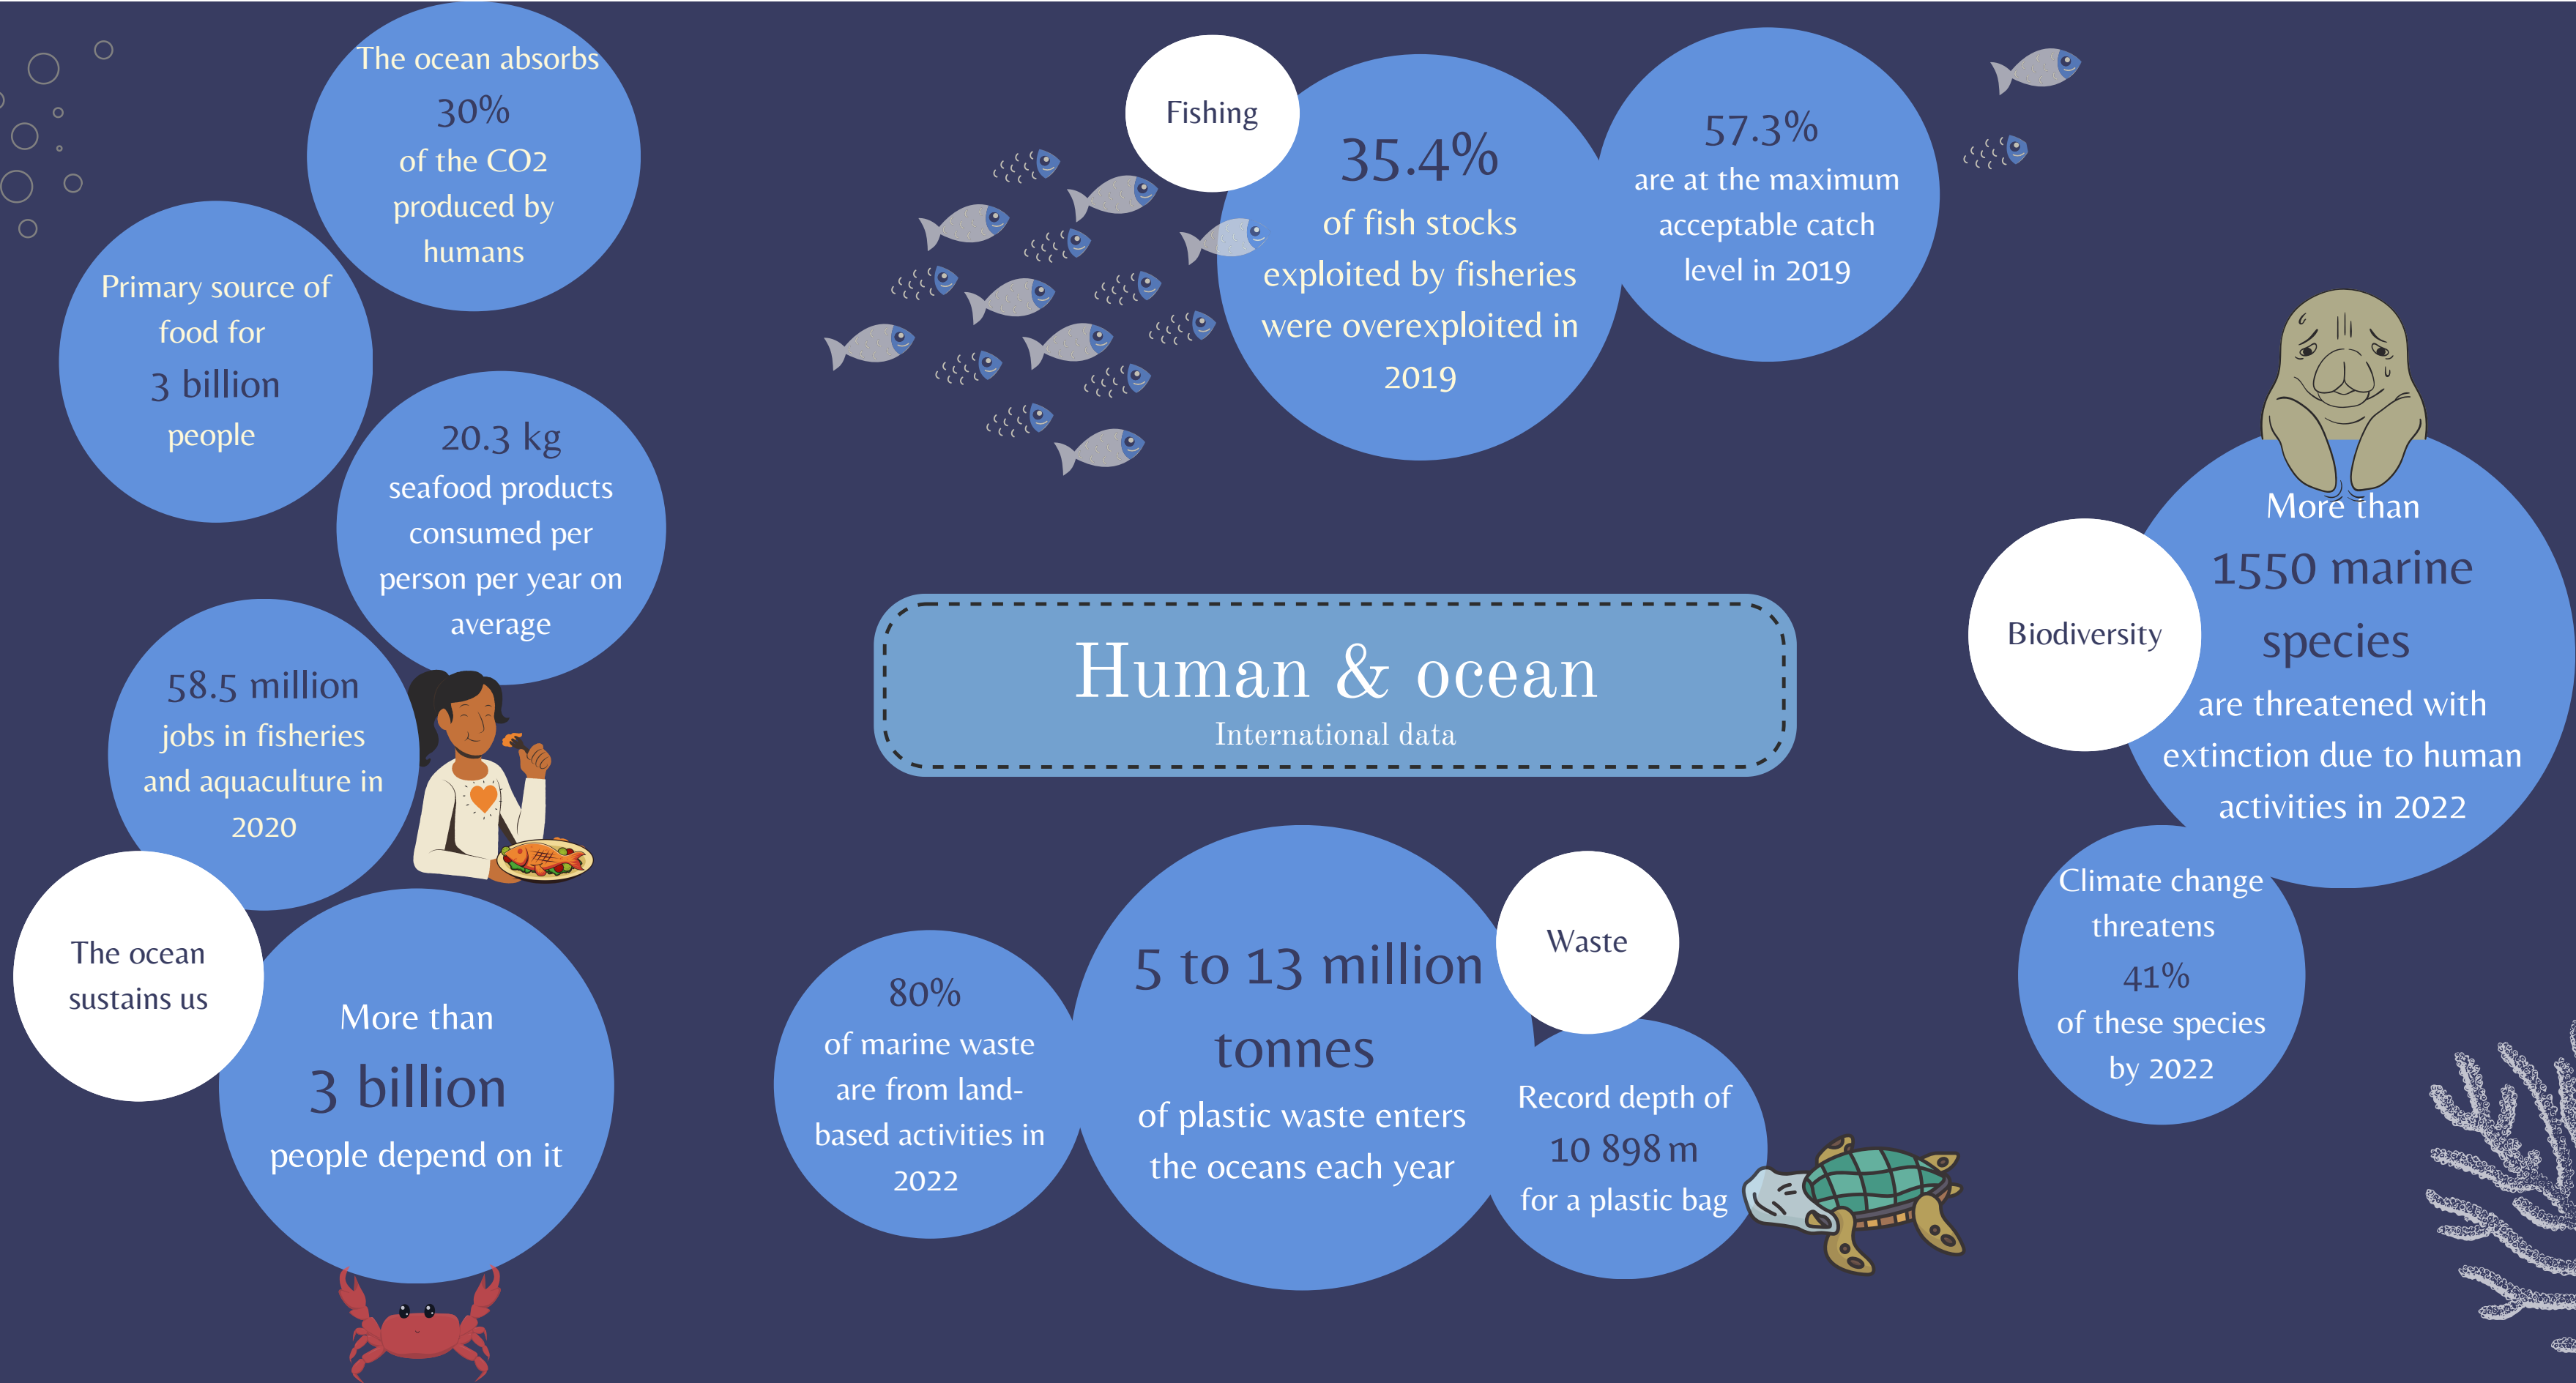 The ocean absorbs
30%
of the CO2
produced by
humans
Primary source of
food for
3 billion
people
20.3 kg
seafood products
consumed per
person per year on
average
58.5 million
jobs in fisheries
and aquaculture in
2020
The ocean
sustains us
More than
3 billion
people depend on it
Fishing
35.4%
of fish stocks
exploited by fisheries
were overexploited in
2019
57.3%
are at the maximum
acceptable catch
level in 2019
Human & ocean
International data
80%
of marine waste
are from land-
based activities in
2022
5 to 13 million
tonnes
of plastic waste enters
the oceans each year
Waste
Record depth of
10 898 m
for a plastic bag
Biodiversity
More than
1550 marine
species
are threatened with
extinction due to human
activities in 2022
Climate change
threatens
41%
of these species
by 2022